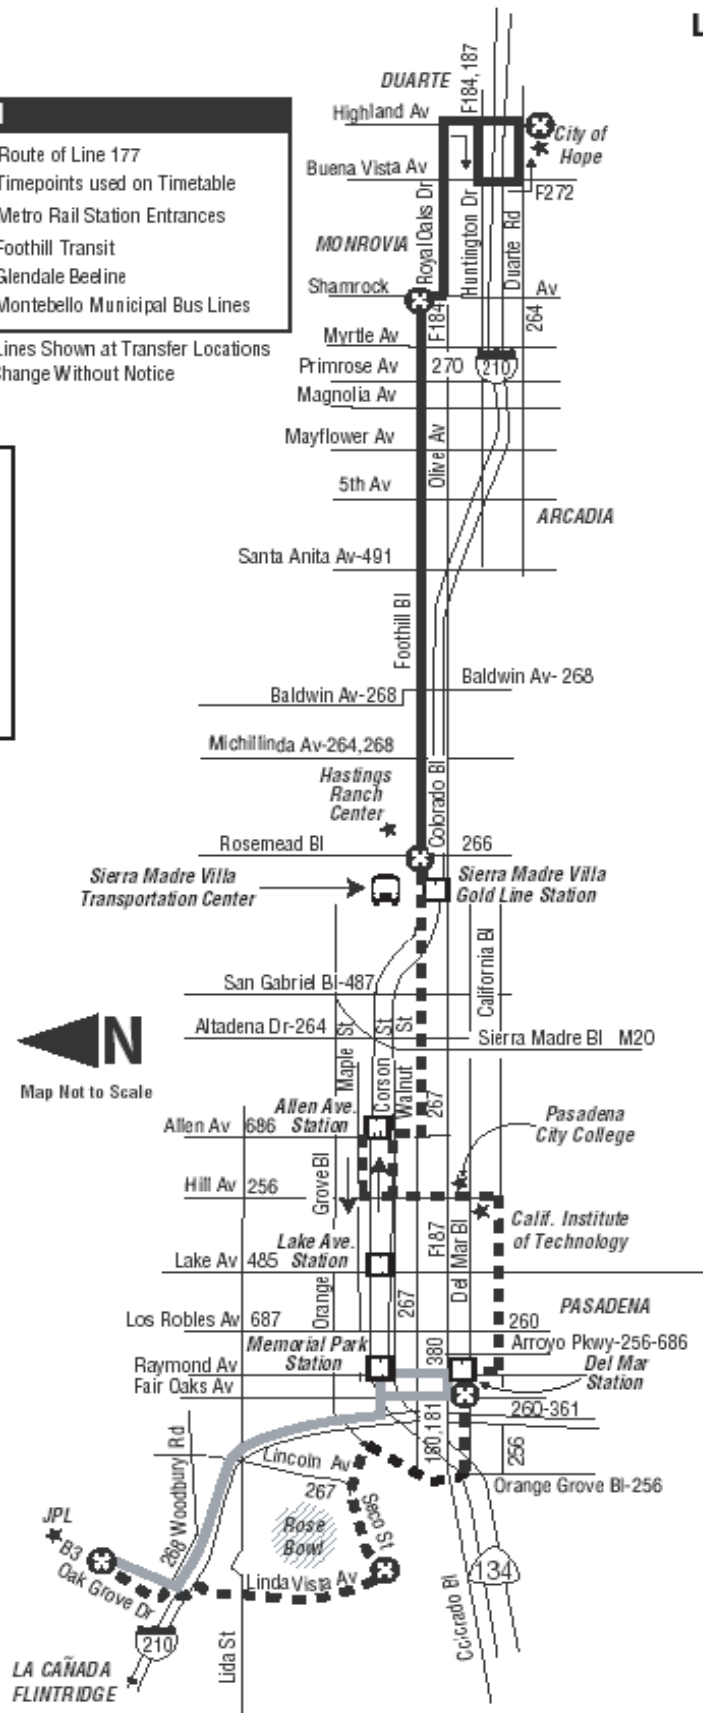 L
DUARTE
F184,187
Highland Av
City of
Hope
Route of Line 177
Timepoints used on Timetable
Metro Rail Station Entrances
Foothill Transit
Glendale Beeline
Montebello Municipal Bus Lines
Lines Shown at Transfer Locations
Change Without Notice
Buena Vista Av
F272
Royal Oaks Dr
Huntington Dr
Duarte Rd
MONROVIA
Shamrock
Av
F184
264
Myrtle Av
Primrose Av
270
210
Magnolia Av
Mayflower Av
Olive Av
5th Av
ARCADIA
Santa Anita Av-491
Foothill Bl
Baldwin Av- 268
Baldwin Av-268
Michillinda Av-264,268
Hastings
Ranch
Center
Colorado Bl
Rosemead Bl
266
Sierra Madre Villa
Transportation Center
Sierra Madre Villa
Gold Line Station
California Bl
San Gabriel Bl-487
Altadena Dr-264
Sierra Madre Bl M20
N
Map Not to Scale
Maple St
Corson St
Walnut St
267
Allen Ave.
Station
Allen Av 686
Pasadena
City College
Hill Av 256
Grove Bl
Orange
Calif. Institute
of Technology
F187
Del Mar Bl
Lake Ave.
Station
Lake Av 485
267
PASADENA
Los Robles Av 687
260
Memorial Park
Station
380
Arroyo Pkwy-256-686
Raymond Av
Del Mar
Station
Fair Oaks Av
260-361
180,181
256
Orange Grove Bl-256
268 Woodbury Rd
Lincoln Av
267
Seco St
Rose
Bowl
JPL
B3
Oak Grove Dr
Linda Vista Av
134
Colorado Bl
210
Lida St
LA CAÑADA
FLINTRIDGE